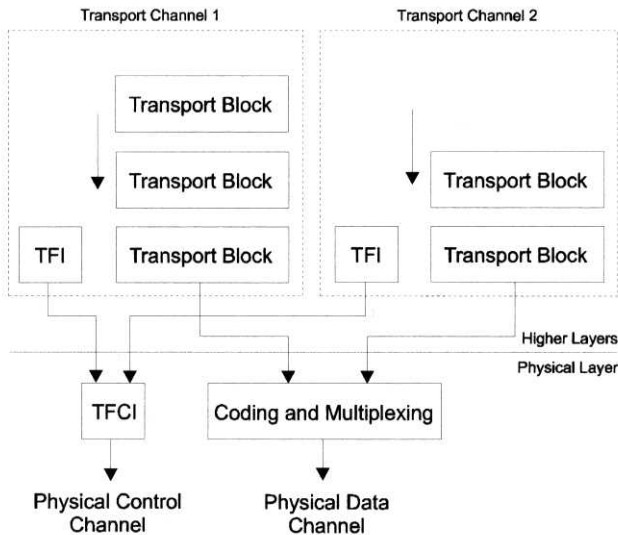 Transport Channel 1
Transport Channel 2
Transport Block
Transport Block
Transport Block
TFI
Transport Block
TFI
Transport Block
Higher Layers
Physical Layer
TFCI
Coding and Multiplexing
Physical Control
Channel
Physical Data
Channel